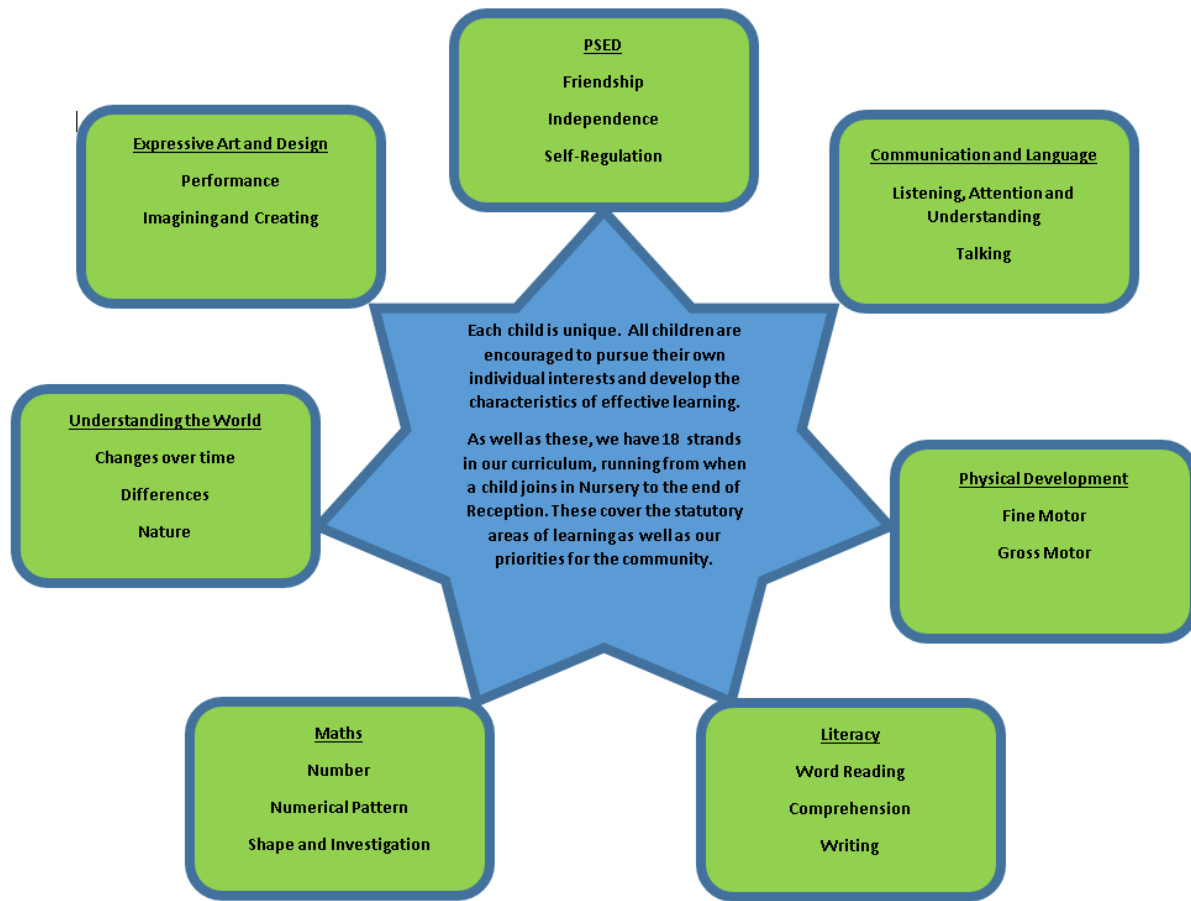 PSED
Friendship
Independence
Self-Regulation
Expressive Art and Design
Performance
Imagining and Creating
Communication and Language
Listening, Attention and
Understanding
Talking
Each child is unique. All children are
encouraged to pursue their own
individual interests and develop the
characteristics of effective learning.
As well as these, we have 18 strands
in our curriculum, running from when
a child joins in Nursery to the end of
Reception. These cover the statutory
areas of learning as well as our
priorities for the community.
Understanding the World
Changes over time
Differences
Nature
Physical Development
Fine Motor
Gross Motor
Maths
Number
Numerical Pattern
Shape and Investigation
Literacy
Word Reading
Comprehension
Writing